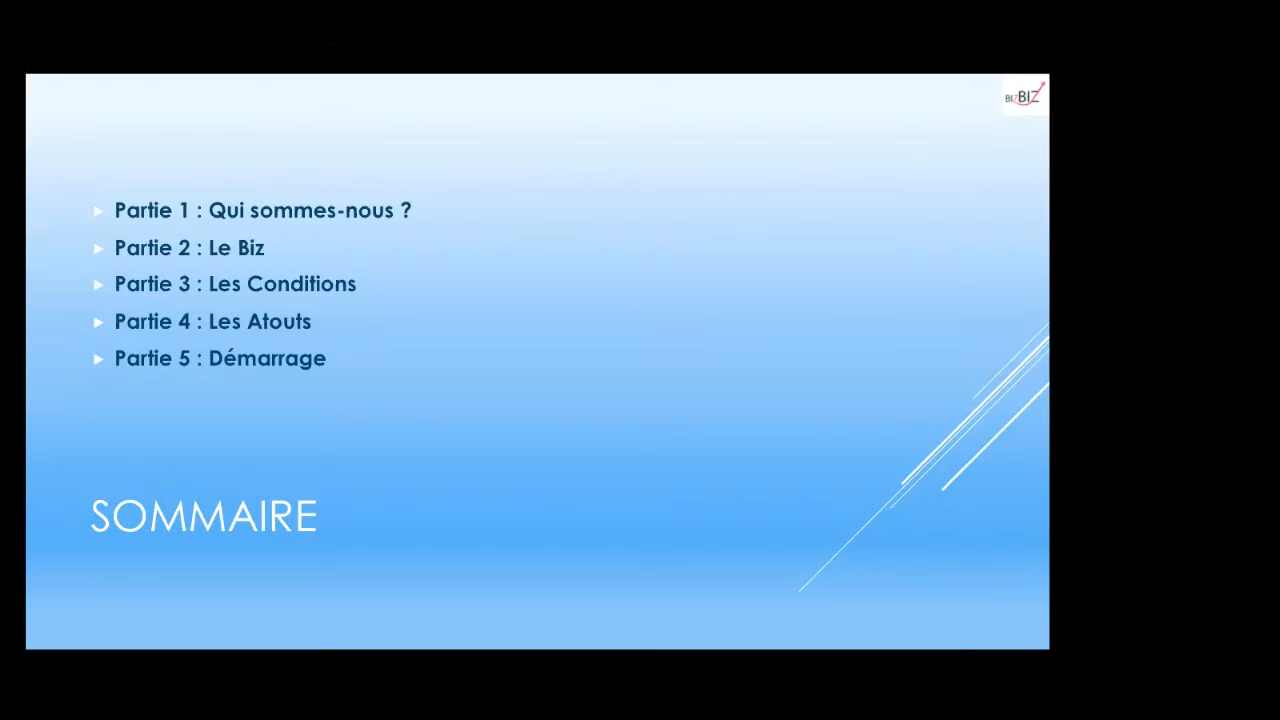 BIZBIZ
Partie 1 : Qui sommes-nous ?
Partie 2 : Le Biz
Partie 3 : Les Conditions
Partie 4 : Les Atouts
Partie 5 : Démarrage
SOMMAIRE